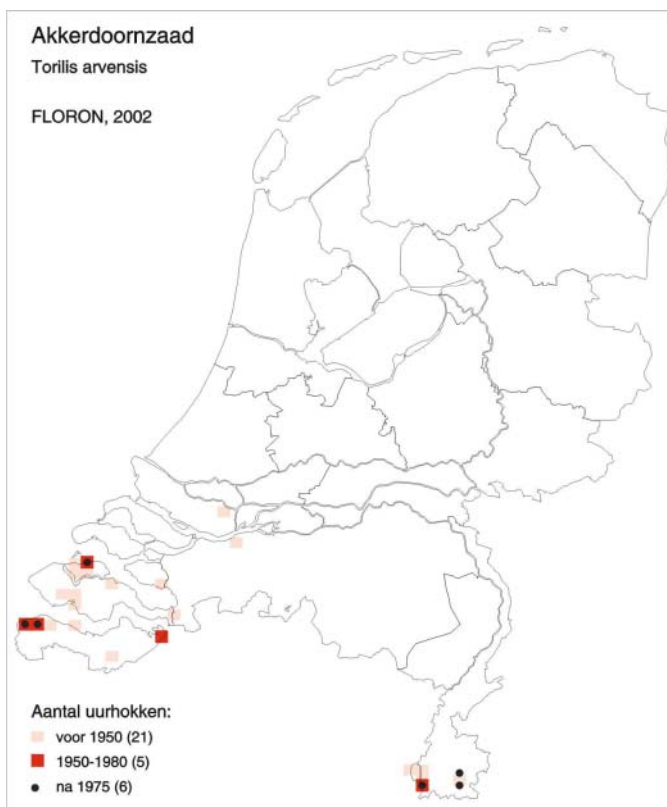 Akkerdoornzaad
Torilis arvensis
FLORON, 2002
Aantal uurhokken:
voor 1950 (21)
1950-1980 (5)
na 1975 (6)